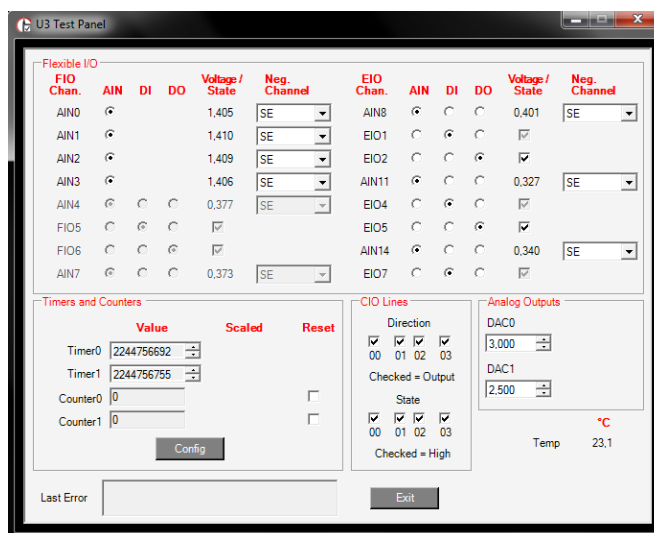 U3 Test Panel
Flexible I/O
FIO Chan. AIN DI DO Voltage / State Neg. Channel EIO Chan. AIN DI DO Voltage / State Neg. Channel
AIN0 1,405 SE AIN8 0,401 SE
AIN1 1,410 SE EIO1
AIN2 1,409 SE EIO2
AIN3 1,406 SE AIN11 0,327 SE
AIN4 0,377 SE EIO4
FIO5 EIO5
FIO6 AIN14 0,340 SE
AIN7 0,373 SE EIO7
Timers and Counters
Value Scaled Reset
Timer0 2244756692
Timer1 2244756755
Counter0 0
Counter1 0
Config
CIO Lines
Direction
00 01 02 03
Checked = Output
State
00 01 02 03
Checked = High
Analog Outputs
DAC0
3,000
DAC1
2,500
°C
Temp 23,1
Last Error
Exit